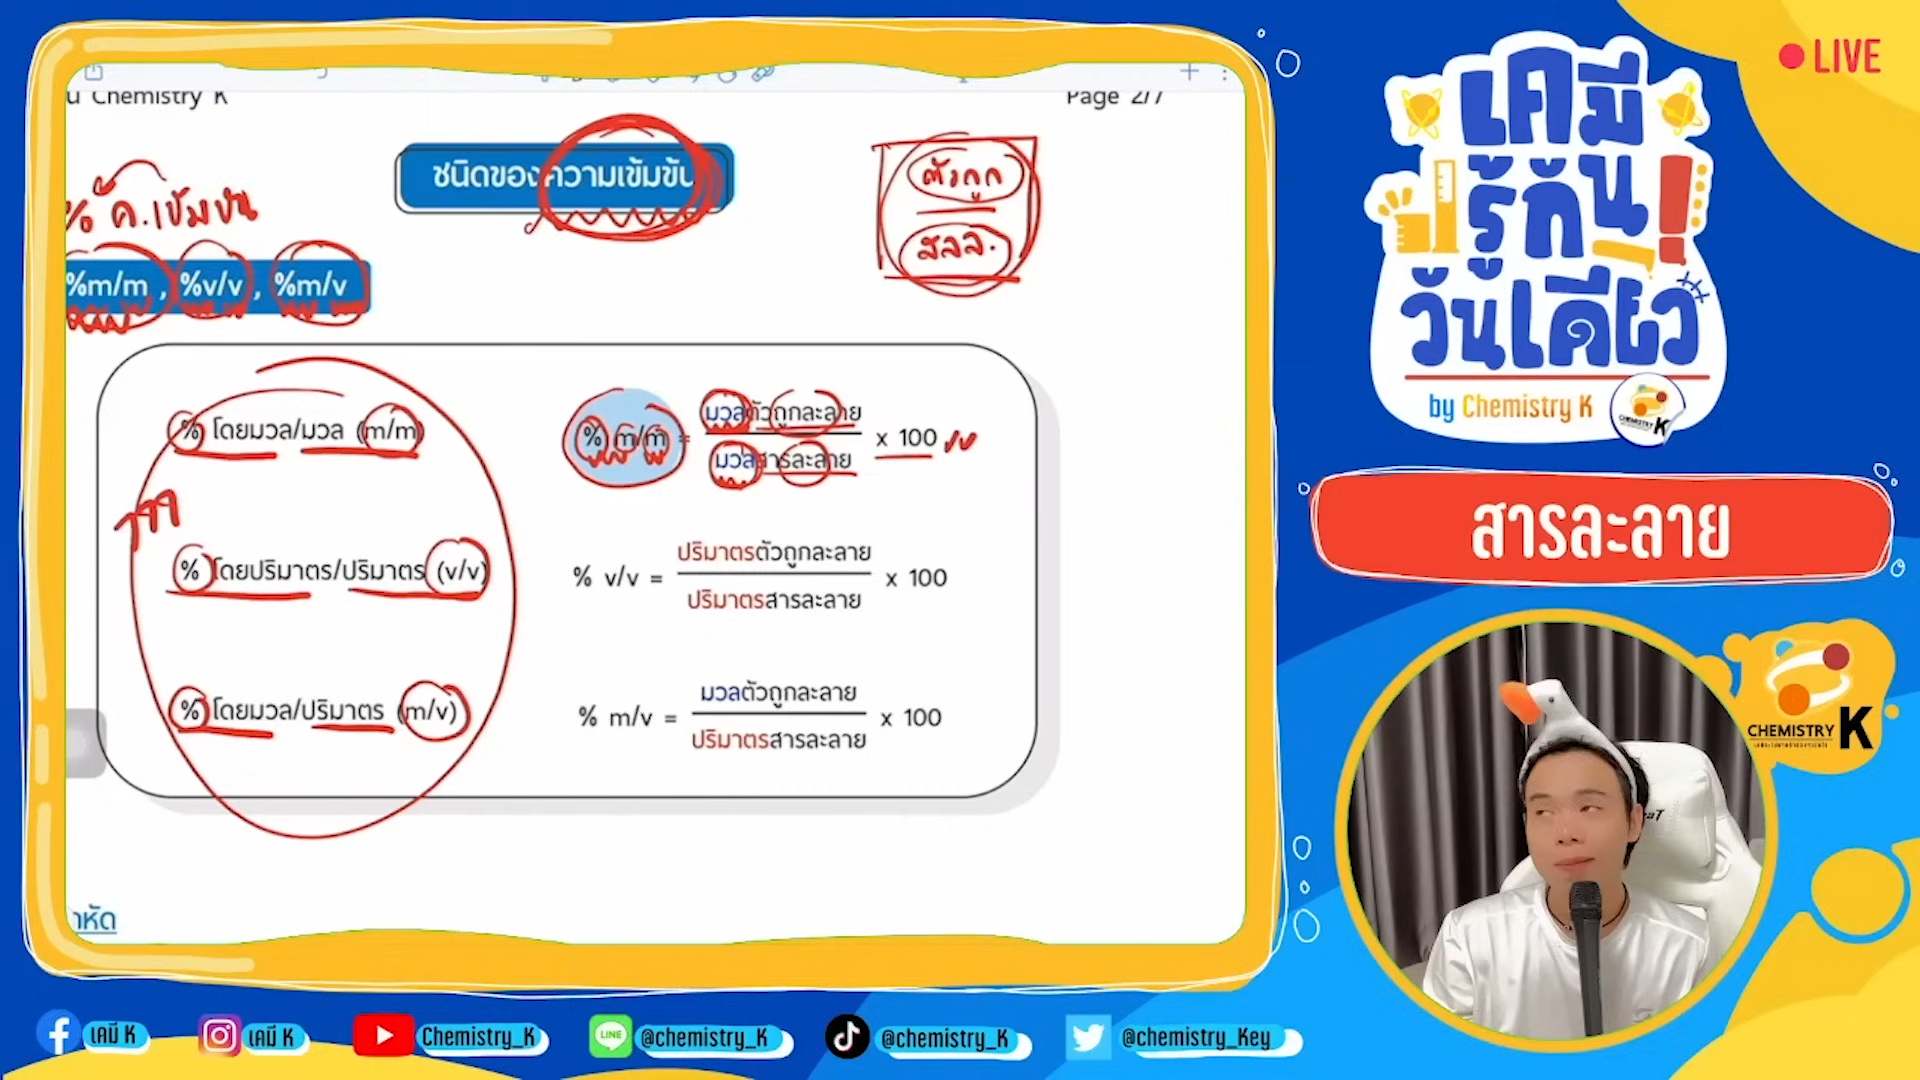 น Chemistry K
Page 2/7
ชนิดของความเข้มข้น
% ค.เข้มข้น
ตัวถูก
สลล.
%m/m , %v/v , %m/v
% โดยมวล/มวล (m/m)
% m/m = มวลตัวถูกละลาย
มวลสารละลาย
x 100
% โดยปริมาตร/ปริมาตร (v/v)
% v/v = ปริมาตรตัวถูกละลาย
ปริมาตรสารละลาย
x 100
% โดยมวล/ปริมาตร (m/v)
% m/v = มวลตัวถูกละลาย
ปริมาตรสารละลาย
x 100
หัด
LIVE
เคมี
รู้กัน!
วันเดียว
by Chemistry K
สารละลาย
CHEMISTRY K
เคมี K
เคมี K
Chemistry_K
LINE
@chemistry_K
@chemistry_K
@chemistry_Key